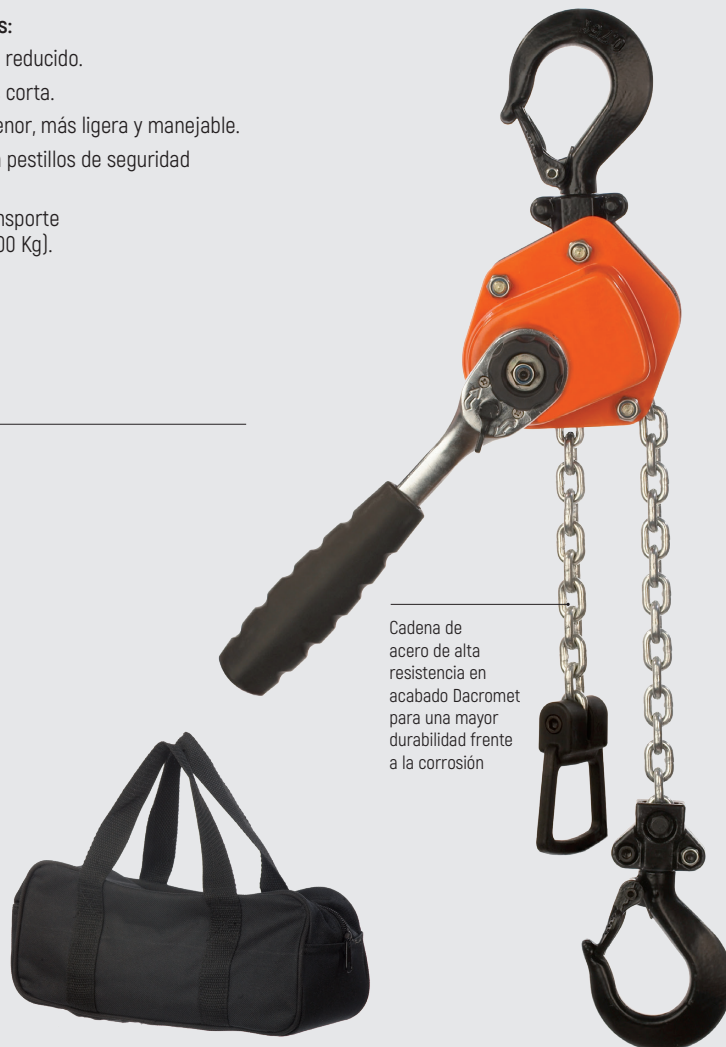 s:
reducido.
corta.
enor, más ligera y manejable.
pestillos de seguridad
nsporte
00 Kg).
Cadena de
acero de alta
resistencia en
acabado Dacromet
para una mayor
durabilidad frente
a la corrosión